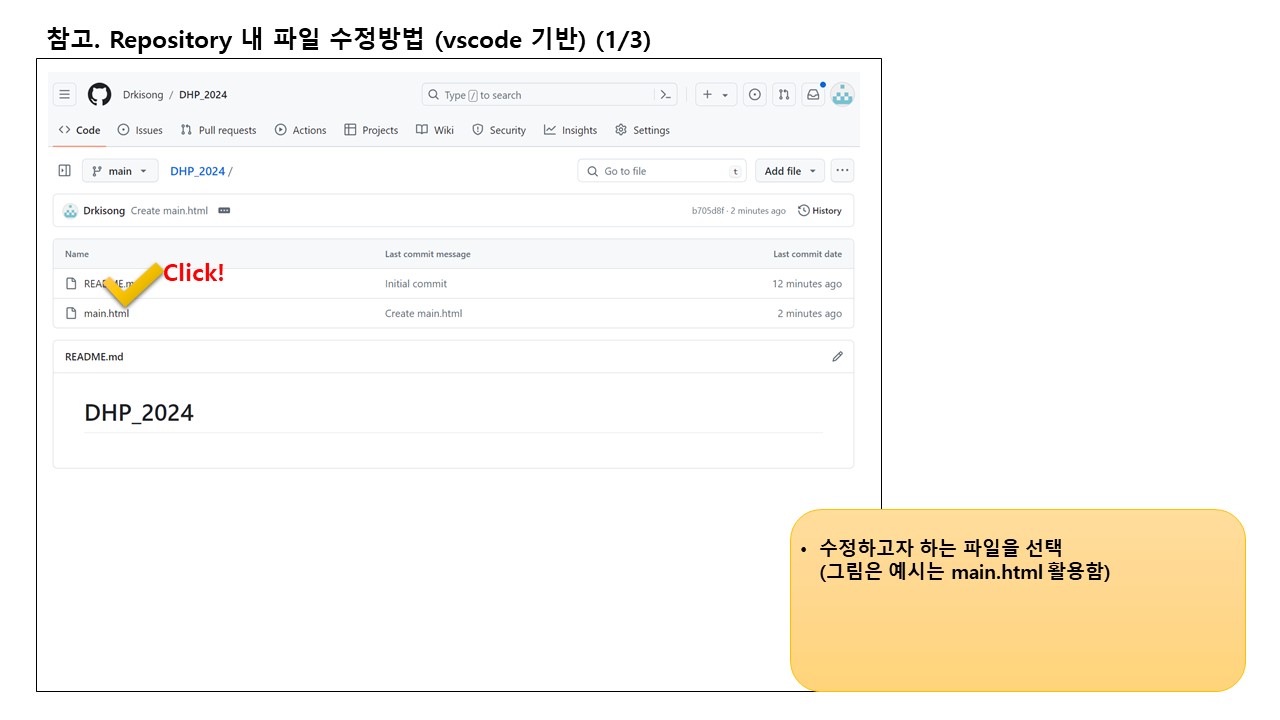 참고. Repository 내 파일 수정방법 (vscode 기반) (1/3)
Drkisong / DHP_2024
Type / to search
Code Issues Pull requests Actions Projects Wiki Security Insights Settings
main DHP_2024 /
Go to file t Add file
Drkisong Create main.html
b705d8f · 2 minutes ago History
Name Last commit message Last commit date
Initial commit 12 minutes ago
Click!
main.html Create main.html 2 minutes ago
README.md
DHP_2024
• 수정하고자 하는 파일을 선택
(그림은 예시는 main.html 활용함)